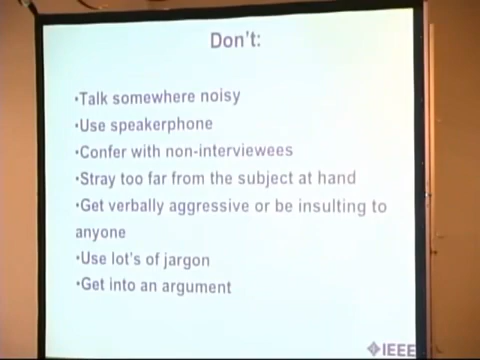 Don't:
•Talk somewhere noisy
•Use speakerphone
•Confer with non-interviewees
•Stray too far from the subject at hand
•Get verbally aggressive or be insulting to
anyone
•Use lot's of jargon
•Get into an argument
IEEE